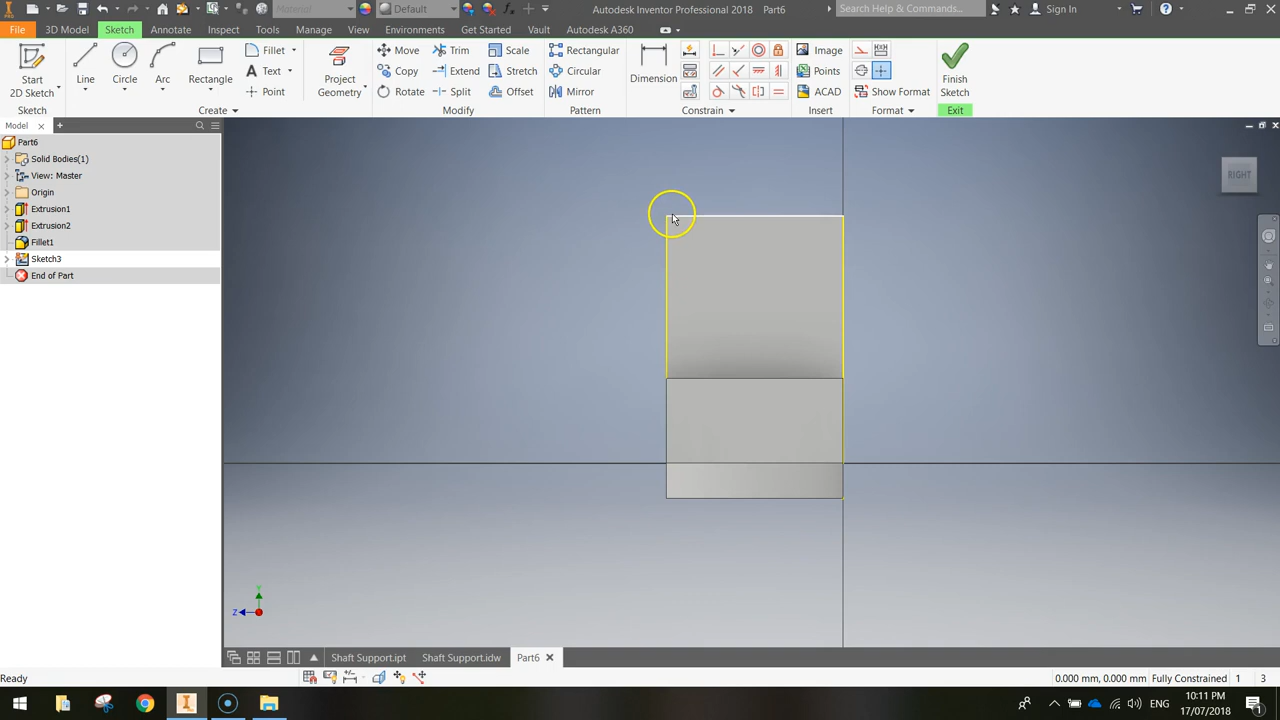 Material Default Autodesk Inventor Professional 2018 Part6 Search Help & Commands... Sign In
File 3D Model Sketch Annotate Inspect Tools Manage View Environments Get Started Vault Autodesk A360
Start 2D Sketch Line Circle Arc Rectangle Fillet Text Point Project Geometry Move Copy Rotate Trim Extend Split Scale Stretch Offset Rectangular Circular Mirror Dimension Image Points ACAD Show Format Finish Sketch
Sketch Create Modify Pattern Constrain Insert Format Exit
Model
Part6
Solid Bodies(1)
View: Master
Origin
Extrusion1
Extrusion2
Fillet1
Sketch3
End of Part
RIGHT
Z
Shaft Support.ipt Shaft Support.idw Part6
Ready 0.000 mm, 0.000 mm Fully Constrained 1 3
ENG 10:11 PM
17/07/2018
1